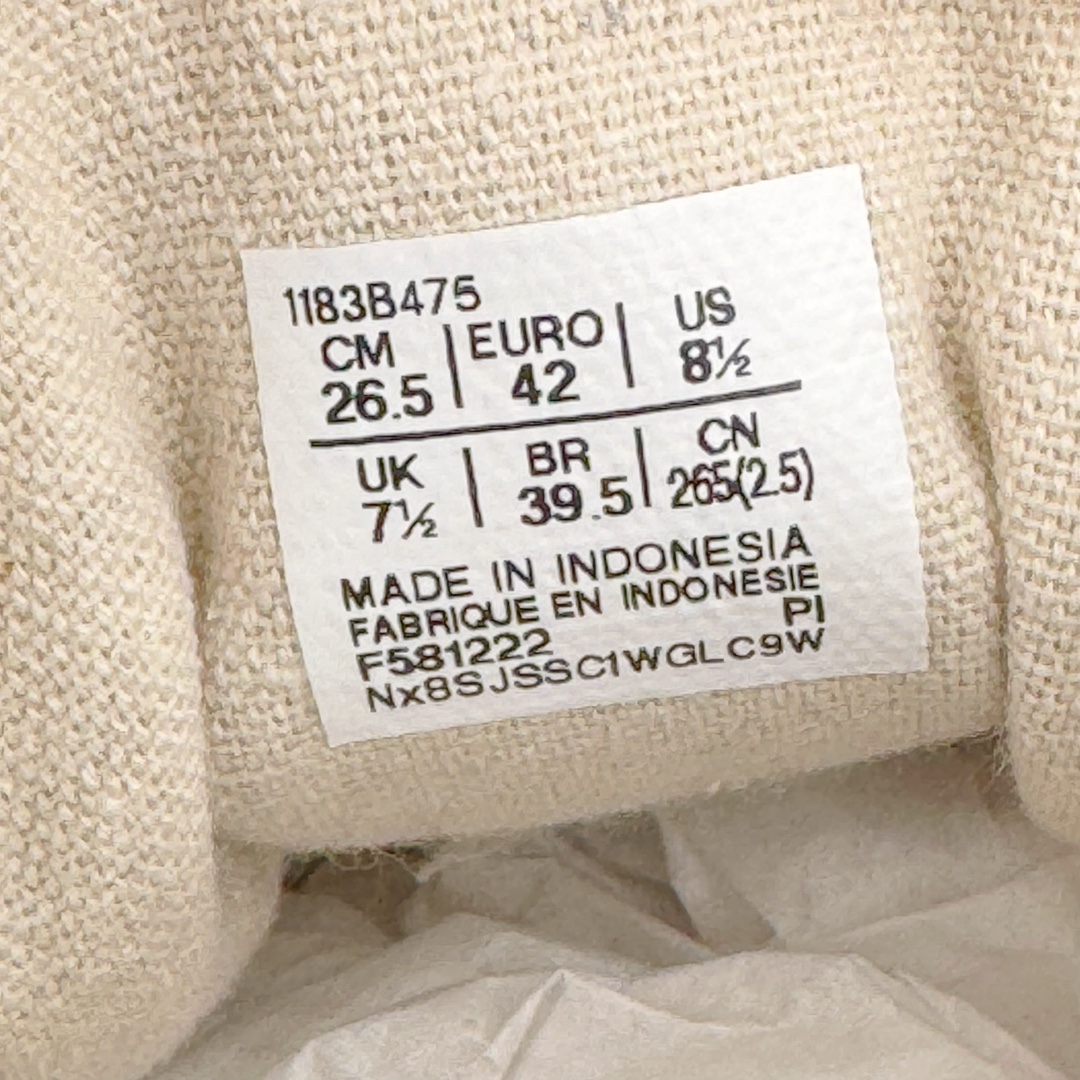 1183B475
CM | EURO | US
26.5 | 42 | 8½
UK | BR | CN
7½ | 39.5 | 265(2.5)
MADE IN INDONESIA
FABRIQUE EN INDONESIE
F581222 PI
Nx8SJSSC1WGLC9W